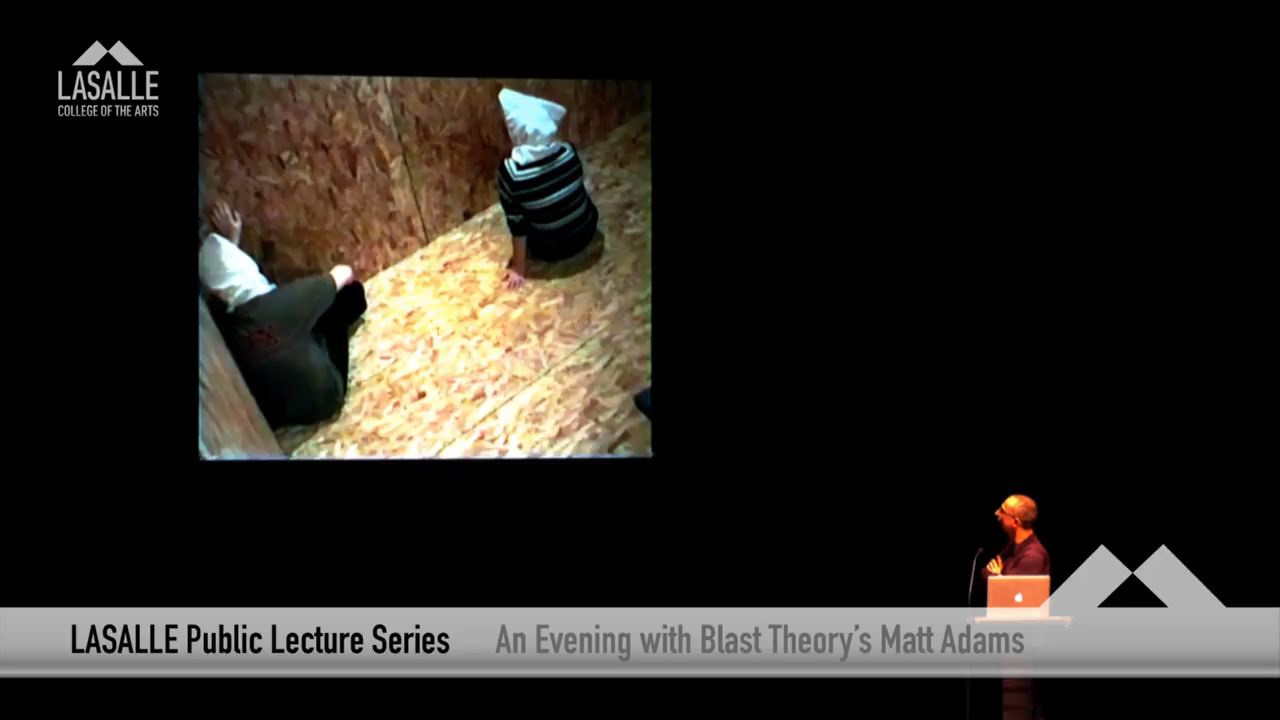 LASALLE
COLLEGE OF THE ARTS
LASALLE Public Lecture Series An Evening with Blast Theory's Matt Adams